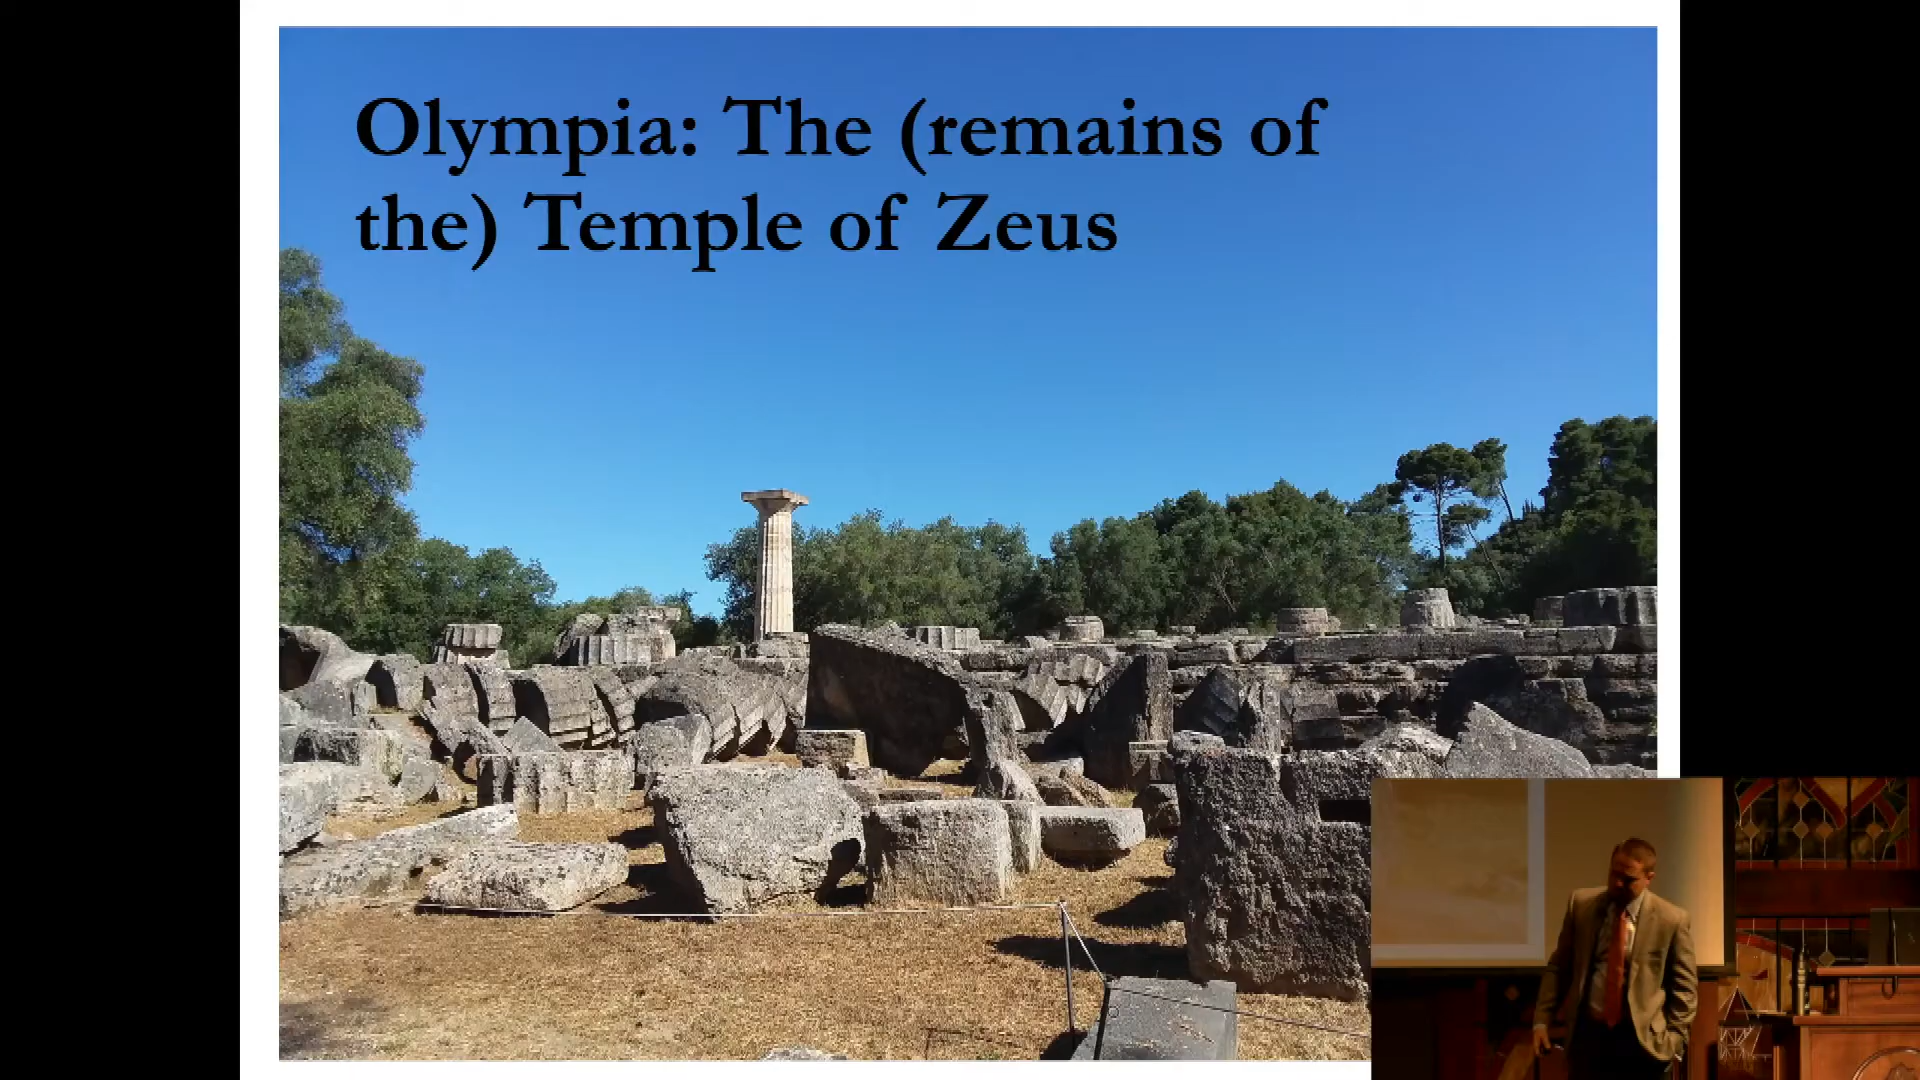 Olympia: The (remains of
the) Temple of Zeus